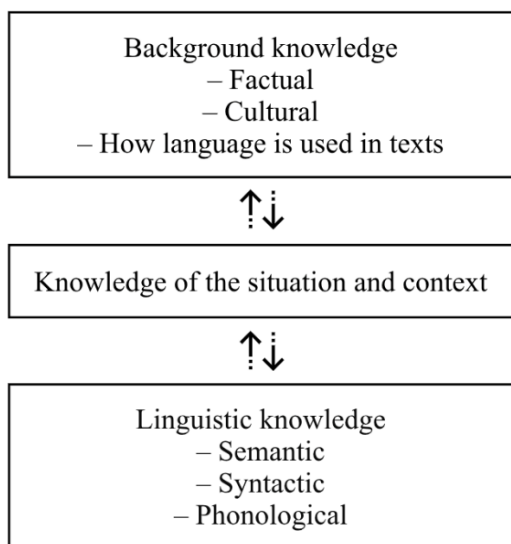 Background knowledge
– Factual
– Cultural
– How language is used in texts
Knowledge of the situation and context
Linguistic knowledge
– Semantic
– Syntactic
– Phonological